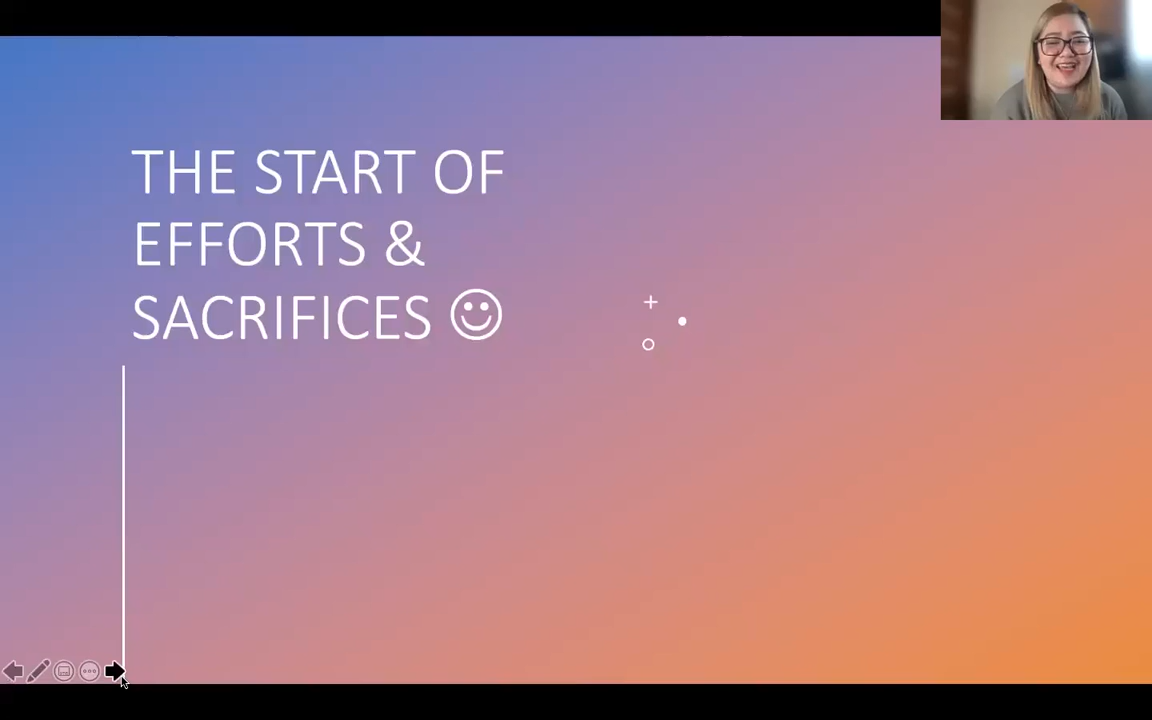 THE START OF
EFFORTS &
SACRIFICES ☺